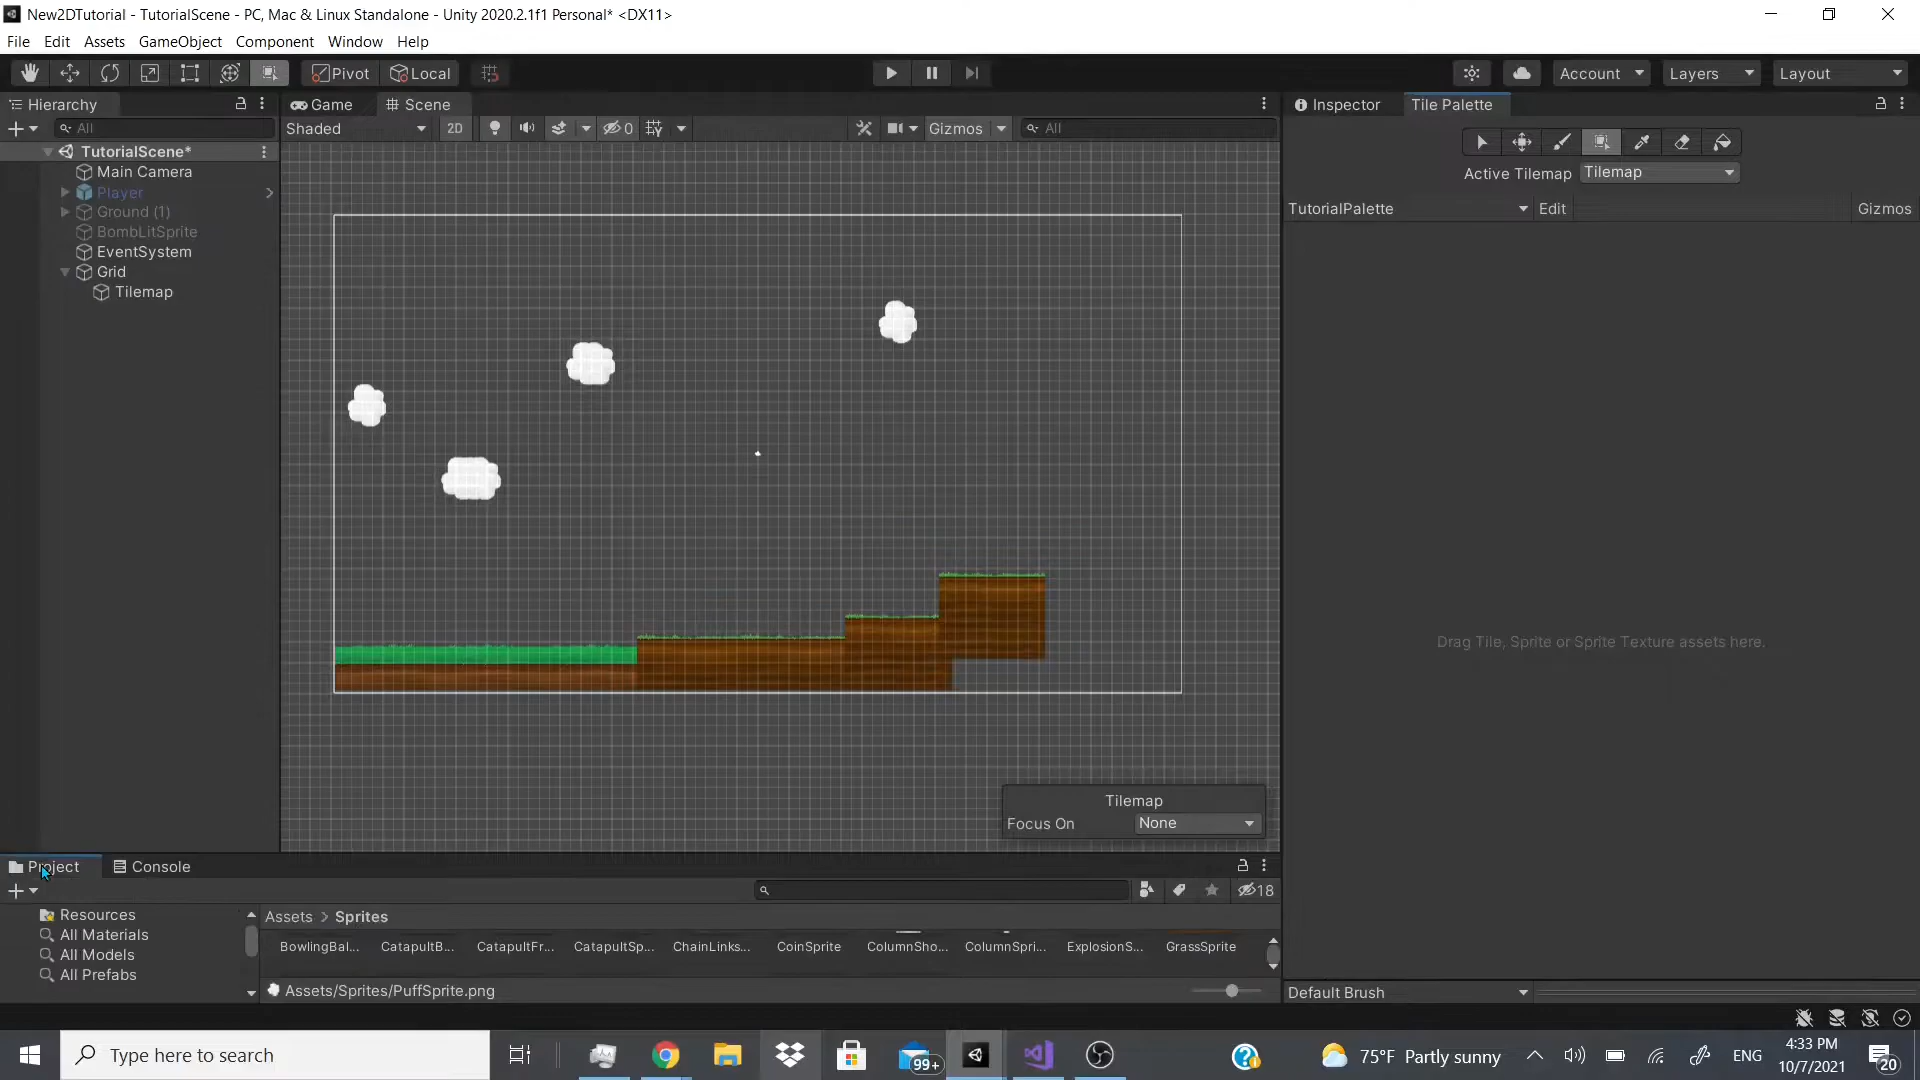 New2DTutorial - TutorialScene - PC, Mac & Linux Standalone - Unity 2020.2.1f1 Personal* <DX11>
File Edit Assets GameObject Component Window Help
Pivot Local Account Layers Layout
Hierarchy
All
TutorialScene*
Main Camera
Player
Ground (1)
BombLitSprite
EventSystem
Grid
Tilemap
Game Scene
Shaded 2D 0 Gizmos All
Tilemap
Focus On None
Inspector Tile Palette
Active Tilemap Tilemap
TutorialPalette Edit Gizmos
Drag Tile, Sprite or Sprite Texture assets here.
Default Brush
Project Console
18
Resources
All Materials
All Models
All Prefabs
Assets > Sprites
BowlingBal... CatapultB... CatapultFr... CatapultSp... ChainLinks... CoinSprite ColumnSho... ColumnSpri... ExplosionS... GrassSprite
Assets/Sprites/PuffSprite.png
Type here to search
99+
75°F Partly sunny
ENG
4:33 PM
10/7/2021
20